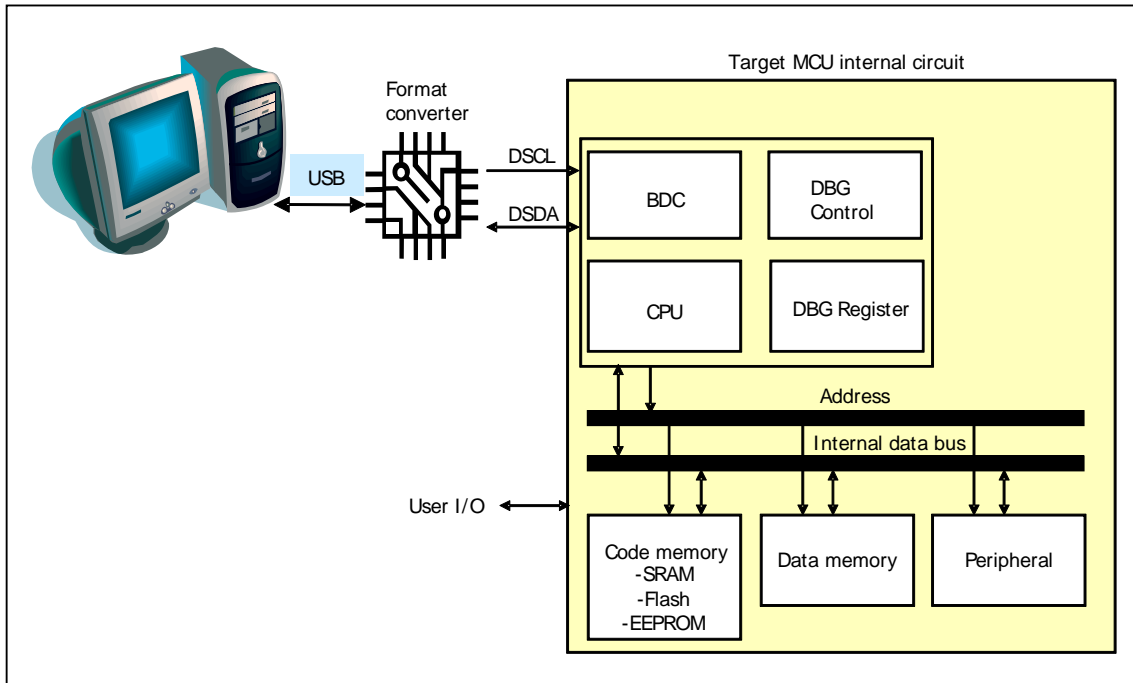 Target MCU internal circuit
Format
converter
USB
DSCL
DSDA
BDC
DBG
Control
CPU
DBG Register
Address
Internal data bus
User I/O
Code memory
-SRAM
-Flash
-EEPROM
Data memory
Peripheral